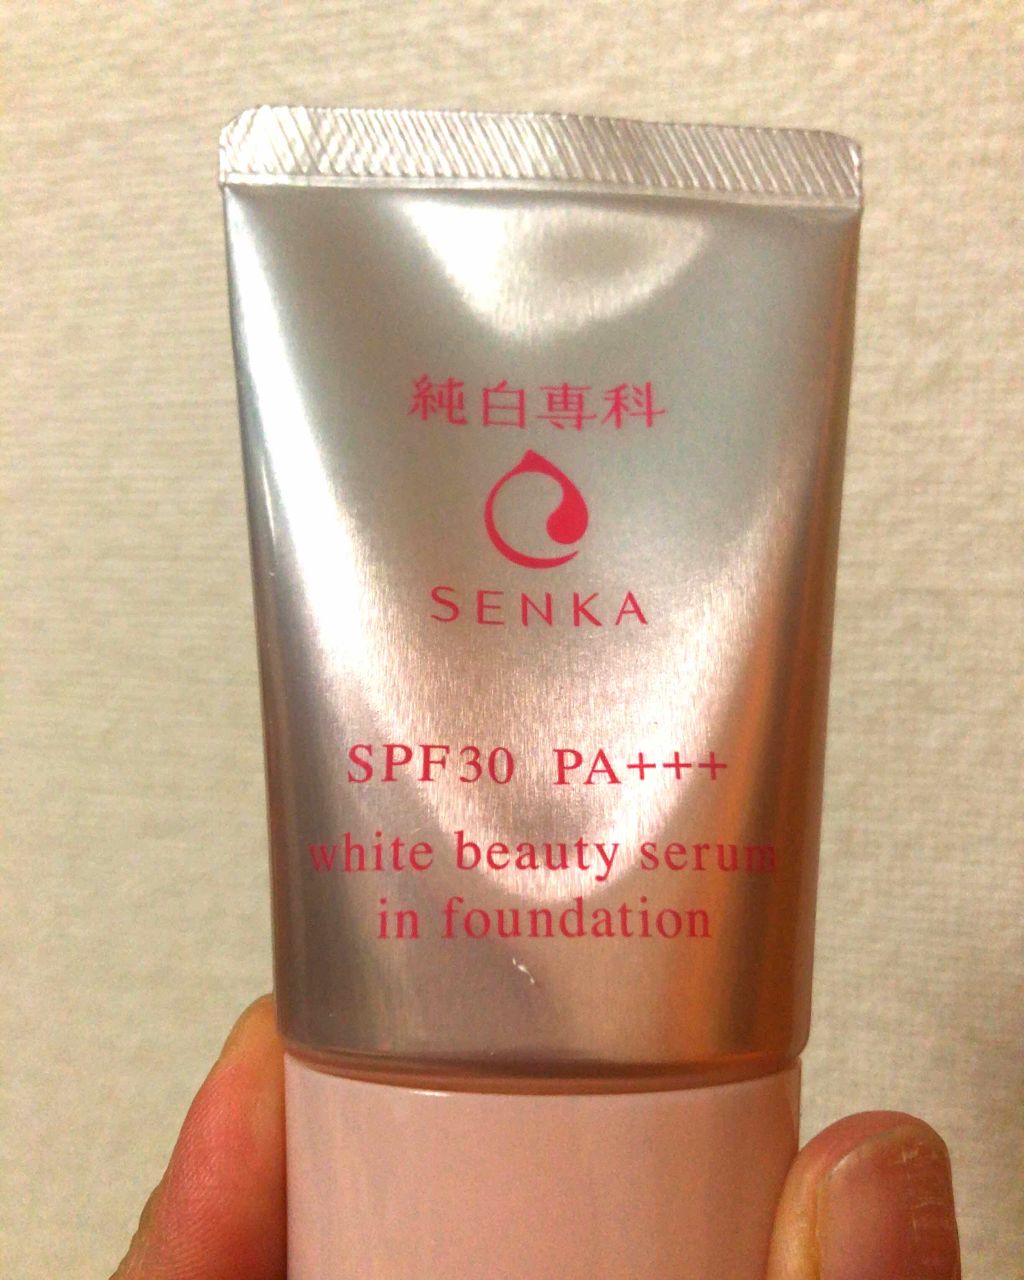 純白専科
SENKA
SPF30 PA+++
white beauty serum
in foundation